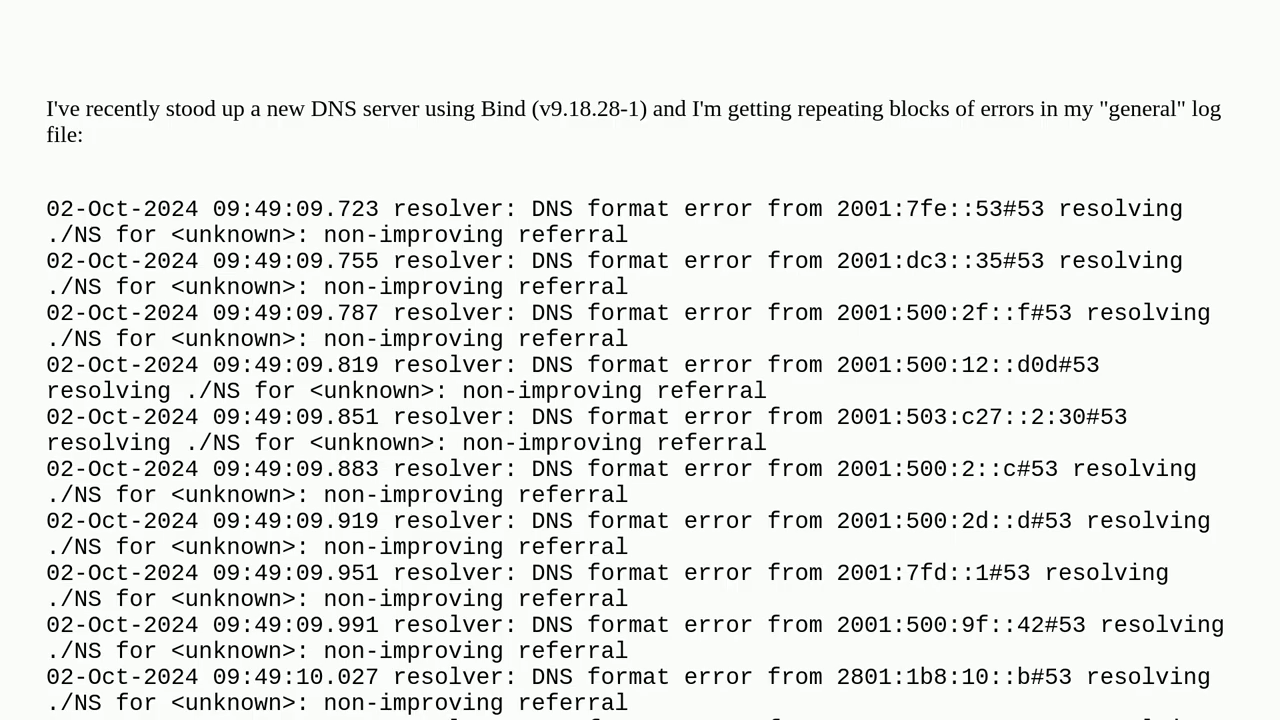 I've recently stood up a new DNS server using Bind (v9.18.28-1) and I'm getting repeating blocks of errors in my "general" log
file:
02-Oct-2024 09:49:09.723 resolver: DNS format error from 2001:7fe::53#53 resolving
./NS for <unknown>: non-improving referral
02-Oct-2024 09:49:09.755 resolver: DNS format error from 2001:dc3::35#53 resolving
./NS for <unknown>: non-improving referral
02-Oct-2024 09:49:09.787 resolver: DNS format error from 2001:500:2f::f#53 resolving
./NS for <unknown>: non-improving referral
02-Oct-2024 09:49:09.819 resolver: DNS format error from 2001:500:12::d0d#53
resolving ./NS for <unknown>: non-improving referral
02-Oct-2024 09:49:09.851 resolver: DNS format error from 2001:503:c27::2:30#53
resolving ./NS for <unknown>: non-improving referral
02-Oct-2024 09:49:09.883 resolver: DNS format error from 2001:500:2::c#53 resolving
./NS for <unknown>: non-improving referral
02-Oct-2024 09:49:09.919 resolver: DNS format error from 2001:500:2d::d#53 resolving
./NS for <unknown>: non-improving referral
02-Oct-2024 09:49:09.951 resolver: DNS format error from 2001:7fd::1#53 resolving
./NS for <unknown>: non-improving referral
02-Oct-2024 09:49:09.991 resolver: DNS format error from 2001:500:9f::42#53 resolving
./NS for <unknown>: non-improving referral
02-Oct-2024 09:49:10.027 resolver: DNS format error from 2801:1b8:10::b#53 resolving
./NS for <unknown>: non-improving referral